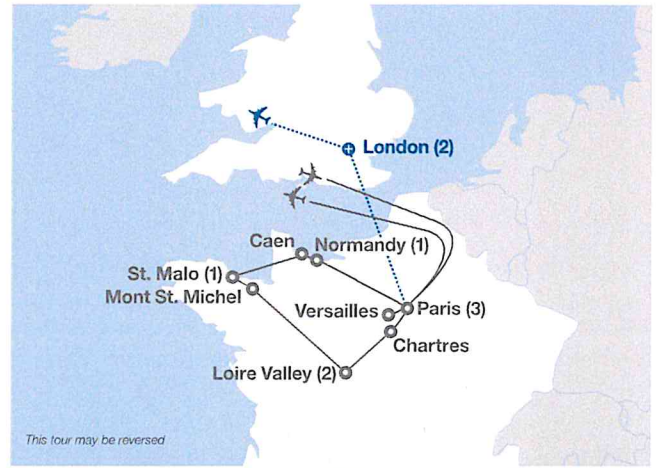 London (2)
Caen
Normandy (1)
St. Malo (1)
Mont St. Michel
Versailles
Paris (3)
Chartres
Loire Valley (2)
This tour may be reversed